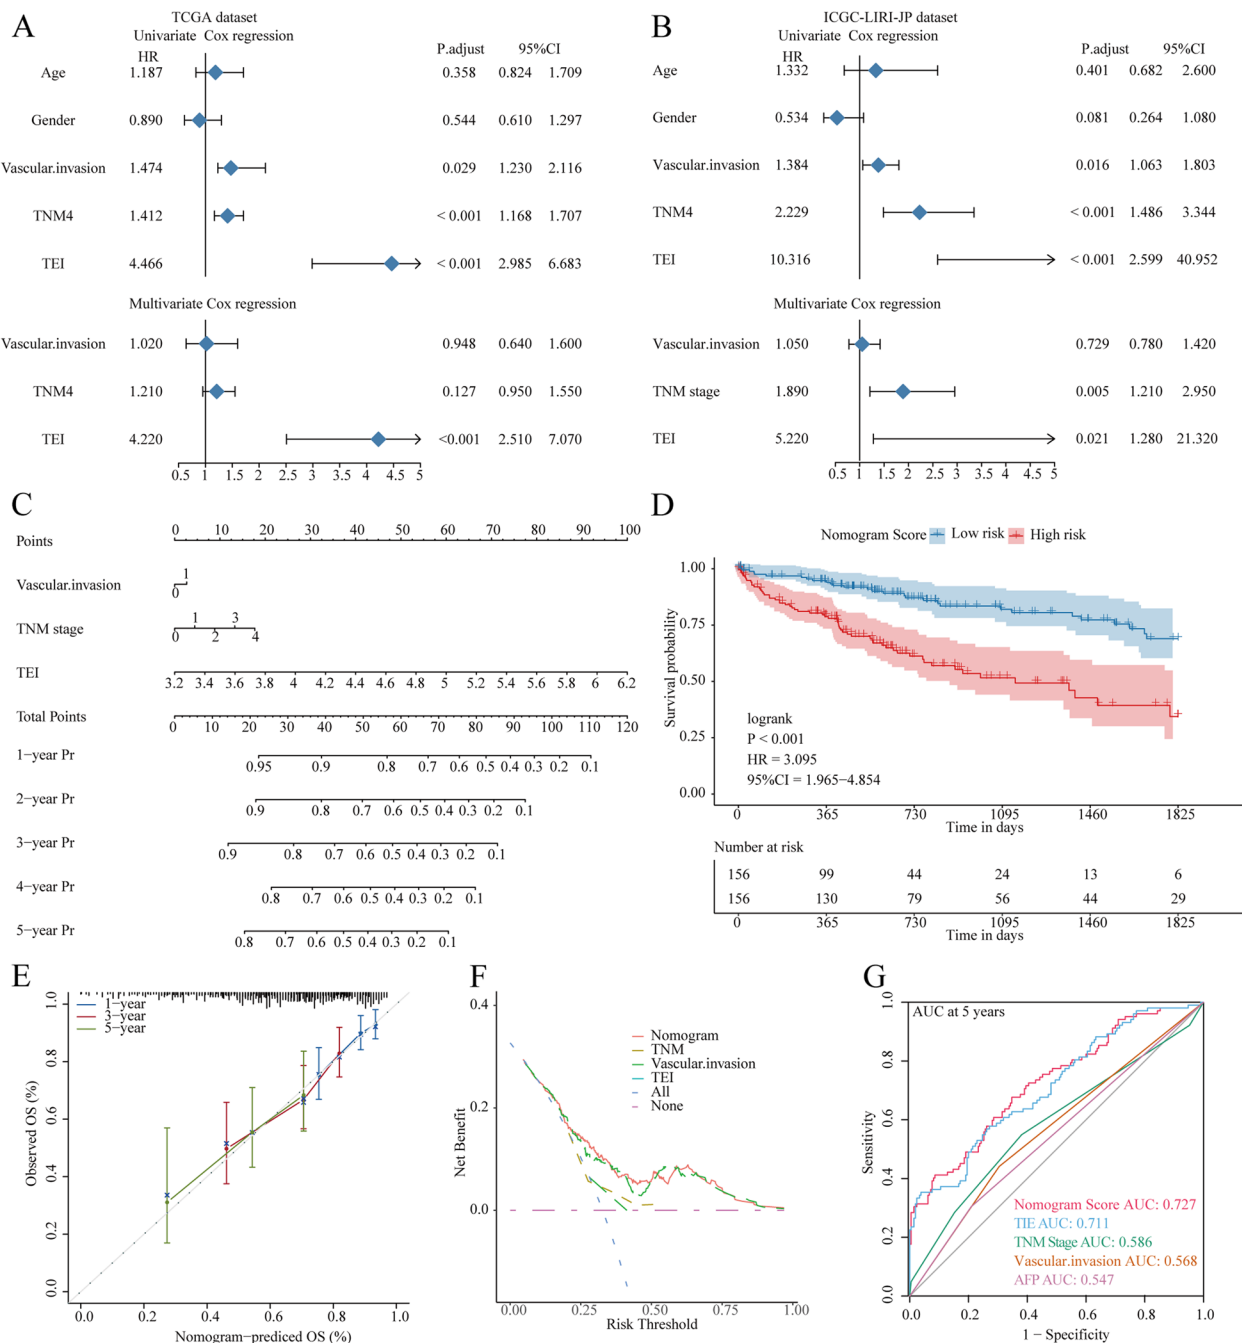 A
TCGA dataset
Univariate Cox regression
HR P.adjust 95%CI
Age 1.187 0.358 0.824 1.709
Gender 0.890 0.544 0.610 1.297
Vascular.invasion 1.474 0.029 1.230 2.116
TNM4 1.412 < 0.001 1.168 1.707
TEI 4.466 < 0.001 2.985 6.683
Multivariate Cox regression
Vascular.invasion 1.020 0.948 0.640 1.600
TNM4 1.210 0.127 0.950 1.550
TEI 4.220 <0.001 2.510 7.070
0.5 1 1.5 2 2.5 3 3.5 4 4.5 5
B
ICGC-LIRI-JP dataset
Univariate Cox regression
HR P.adjust 95%CI
Age 1.332 0.401 0.682 2.600
Gender 0.534 0.081 0.264 1.080
Vascular.invasion 1.384 0.016 1.063 1.803
TNM4 2.229 < 0.001 1.486 3.344
TEI 10.316 < 0.001 2.599 40.952
Multivariate Cox regression
Vascular.invasion 1.050 0.729 0.780 1.420
TNM stage 1.890 0.005 1.210 2.950
TEI 5.220 0.021 1.280 21.320
0.5 1 1.5 2 2.5 3 3.5 4 4.5 5
C
Points 0 10 20 30 40 50 60 70 80 90 100
Vascular.invasion 0 1
TNM stage 0 1 2 3 4
TEI 3.2 3.4 3.6 3.8 4 4.2 4.4 4.6 4.8 5 5.2 5.4 5.6 5.8 6 6.2
Total Points 0 10 20 30 40 50 60 70 80 90 100 110 120
1−year Pr 0.95 0.9 0.8 0.7 0.6 0.5 0.4 0.3 0.2 0.1
2−year Pr 0.9 0.8 0.7 0.6 0.5 0.4 0.3 0.2 0.1
3−year Pr 0.9 0.8 0.7 0.6 0.5 0.4 0.3 0.2 0.1
4−year Pr 0.8 0.7 0.6 0.5 0.4 0.3 0.2 0.1
5−year Pr 0.8 0.7 0.6 0.5 0.4 0.3 0.2 0.1
D
Nomogram Score Low risk High risk
Survival probability
1.00
0.75
0.50
0.25
0.00
logrank
P < 0.001
HR = 3.095
95%CI = 1.965−4.854
0 365 730 1095 1460 1825
Time in days
Number at risk
156 99 44 24 13 6
156 130 79 56 44 29
0 365 730 1095 1460 1825
Time in days
E
1−year
3−year
5−year
Observed OS (%)
1.0
0.8
0.6
0.4
0.2
0.0
0.0 0.2 0.4 0.6 0.8 1.0
Nomogram−prediced OS (%)
F
Net Benefit
0.4
0.2
0.0
Nomogram
TNM
Vascular.invasion
TEI
All
None
0.00 0.25 0.50 0.75 1.00
Risk Threshold
G
AUC at 5 years
Sensitivity
1.0
0.8
0.6
0.4
0.2
0.0
Nomogram Score AUC: 0.727
TIE AUC: 0.711
TNM Stage AUC: 0.586
Vascular.invasion AUC: 0.568
AFP AUC: 0.547
0.0 0.2 0.4 0.6 0.8 1.0
1 − Specificity